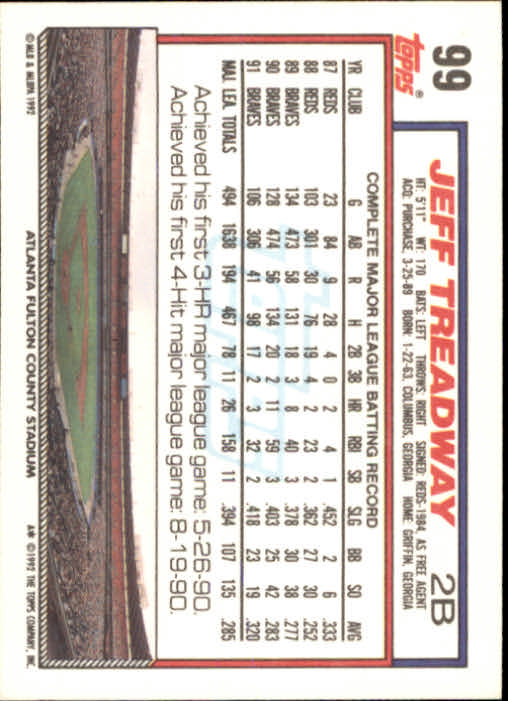 99
topps®
JEFF TREADWAY 2B
HT: 5'11" WT: 170 BATS: LEFT THROWS: RIGHT SIGNED: REDS-1984, AS FREE AGENT
ACQ: PURCHASE, 3-25-89 BORN: 1-22-63, COLUMBUS, GEORGIA HOME: GRIFFIN, GEORGIA
COMPLETE MAJOR LEAGUE BATTING RECORD
YR CLUB G AB R H 2B 3B HR RBI SB SLG BB SO AVG
87 REDS 23 84 9 28 4 0 2 4 1 .452 2 6 .333
88 REDS 103 301 30 76 19 4 2 23 2 .362 27 30 .252
89 BRAVES 134 473 58 131 18 3 8 40 3 .378 30 38 .277
90 BRAVES 128 474 56 134 20 2 11 59 3 .403 25 42 .283
91 BRAVES 106 306 41 98 17 2 3 32 2 .418 23 19 .320
MAJ. LEA. TOTALS 494 1638 194 467 78 11 26 158 11 .394 107 135 .285
Achieved his first 3-HR major league game: 5-26-90.
Achieved his first 4-Hit major league game: 8-19-90.
© MLB & MLBPA 1992
ATLANTA FULTON COUNTY STADIUM
A* © 1992 THE TOPPS COMPANY, INC.